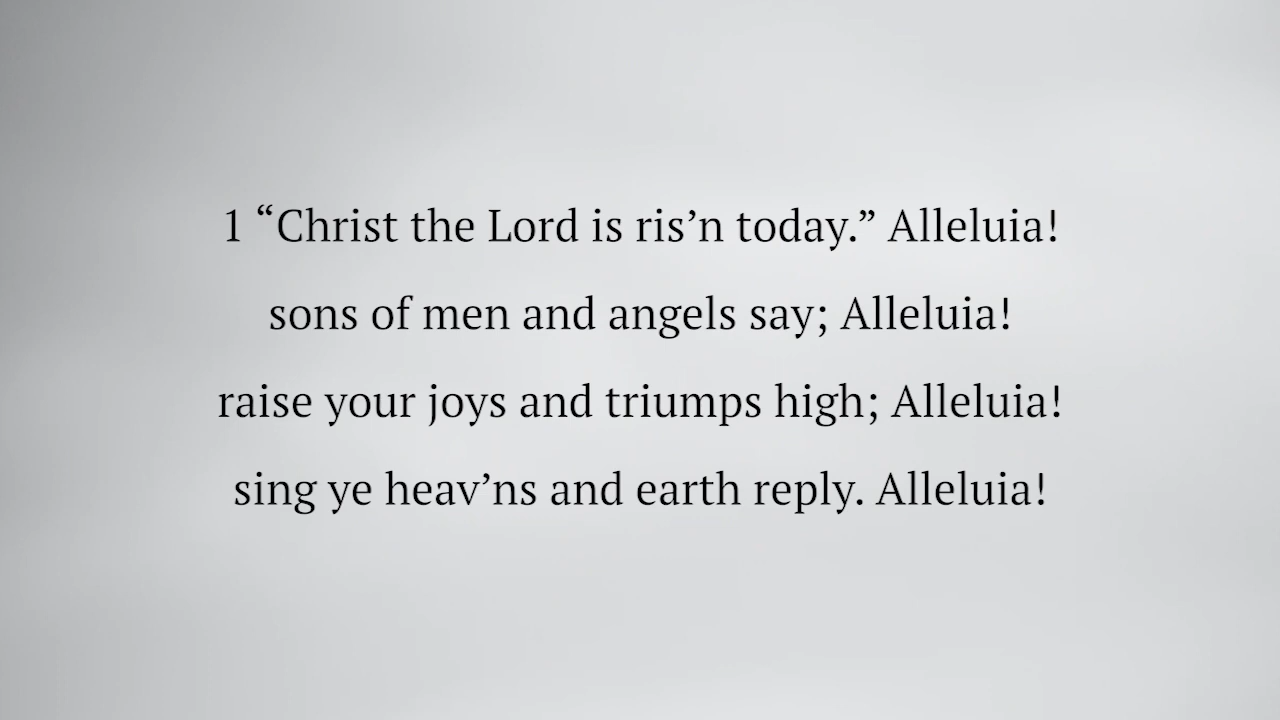 1 “Christ the Lord is ris’n today.” Alleluia!
sons of men and angels say; Alleluia!
raise your joys and triumps high; Alleluia!
sing ye heav’ns and earth reply. Alleluia!